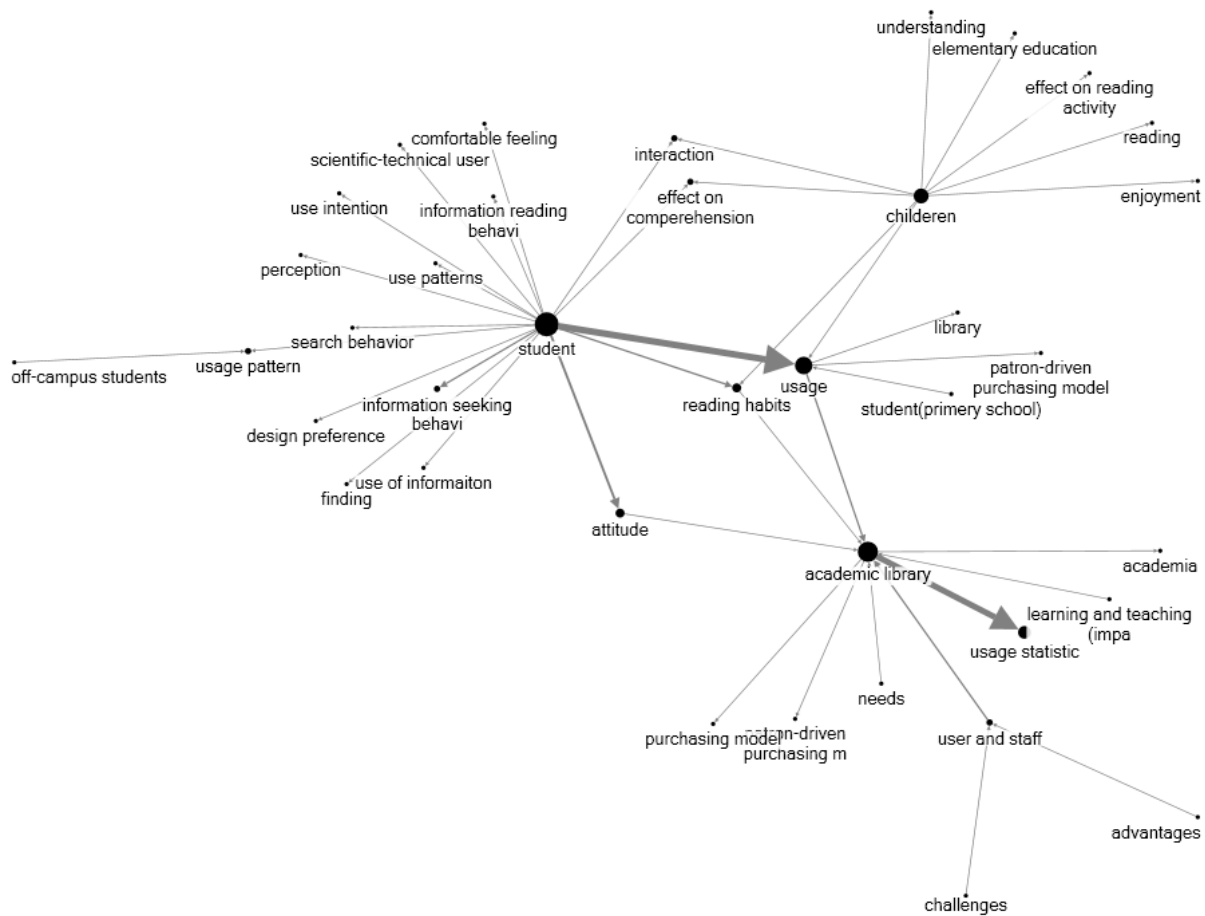 understanding
elementary education
effect on reading
activity
comfortable feeling
reading
scientific-technical user
interaction
effect on
comperehension
enjoyment
use intention
information reading
behavi
childeren
perception
use patterns
library
search behavior
student
usage pattern
off-campus students
patron-driven
purchasing model
usage
reading habits
student(primery school)
information seeking
behavi
design preference
use of informaiton
finding
attitude
academic library
academia
learning and teaching
(impa
usage statistic
needs
purchasing model
patron-driven
purchasing m
user and staff
advantages
challenges